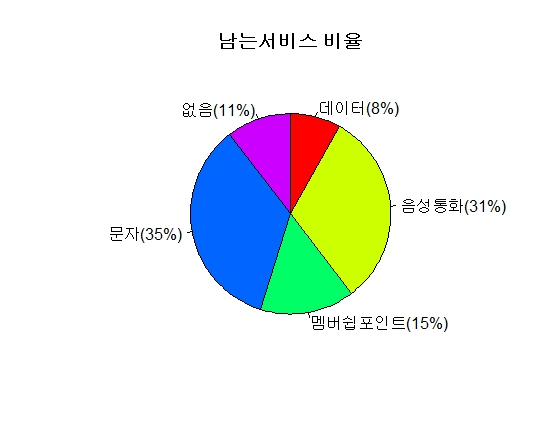 남는서비스 비율
없음(11%)
데이터(8%)
음성통화(31%)
문자(35%)
멤버쉽포인트(15%)